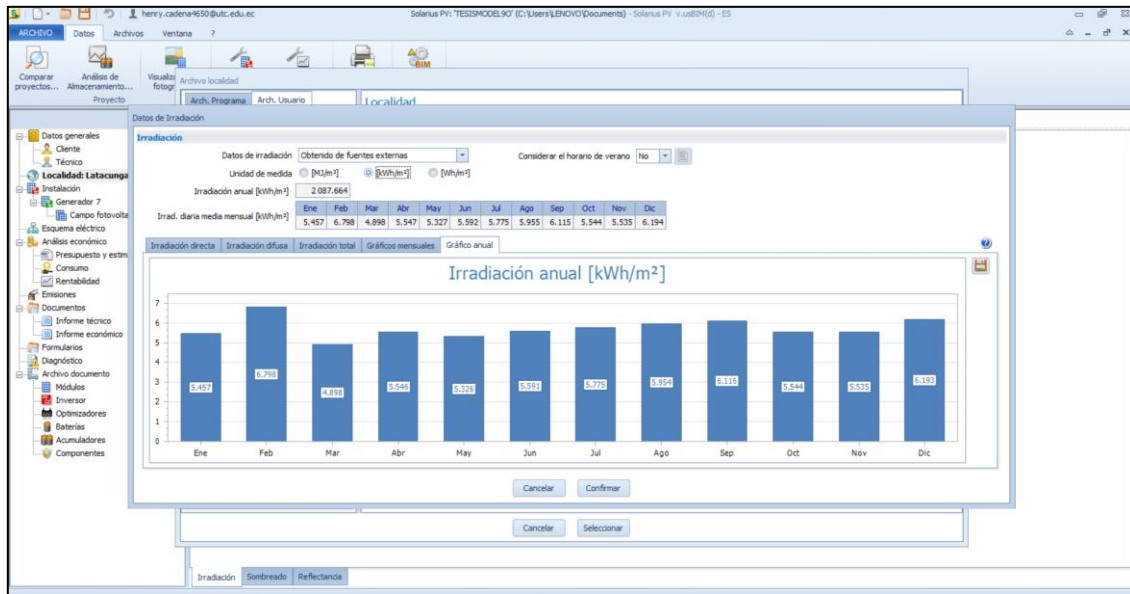 henry.cadena4650@utc.edu.ec
Solarius PV: 'TESISMODEL90' (C:\Users\LENOVO\Documents) - Solarius PV v.usBIM(d) - ES
ARCHIVO Datos Archivos Ventana ?
Comparar proyectos...
Análisis de Almacenamiento...
Proyecto
BIM
Archivo localidad
Arch. Programa Arch. Usuario
Localidad
Datos generales
Cliente
Técnico
Localidad: Latacunga
Instalación
Generador 7
Esquema eléctrico
Análisis económico
Presupuesto y estim
Consumo
Rentabilidad
Emisiones
Documentos
Informe técnico
Informe económico
Formularios
Diagnóstico
Archivo documento
Módulos
Inversor
Optimizadores
Baterías
Acumuladores
Componentes
Datos de Irradiación
Irradiación
Datos de irradiación Obtenido de fuentes externas Considerar el horario de verano No
Unidad de medida [MJ/m²] [kWh/m²] [Wh/m²]
Irradiación anual [kWh/m²] 2 087.664
Ene Feb Mar Abr May Jun Jul Ago Sep Oct Nov Dic
Irrad. diaria media mensual [kWh/m²] 5.457 6.798 4.898 5.547 5.327 5.592 5.775 5.955 6.115 5.544 5.535 6.194
Irradiación directa Irradiación difusa Irradiación total Gráficos mensuales Gráfico anual
Irradiación anual [kWh/m²]
7
6
5
4
3
2
1
0
5.457 6.798 4.898 5.546 5.326 5.591 5.775 5.954 6.116 5.544 5.535 6.193
Ene Feb Mar Abr May Jun Jul Ago Sep Oct Nov Dic
Cancelar Confirmar
Cancelar Seleccionar
Irradiación Sombreado Reflectancia